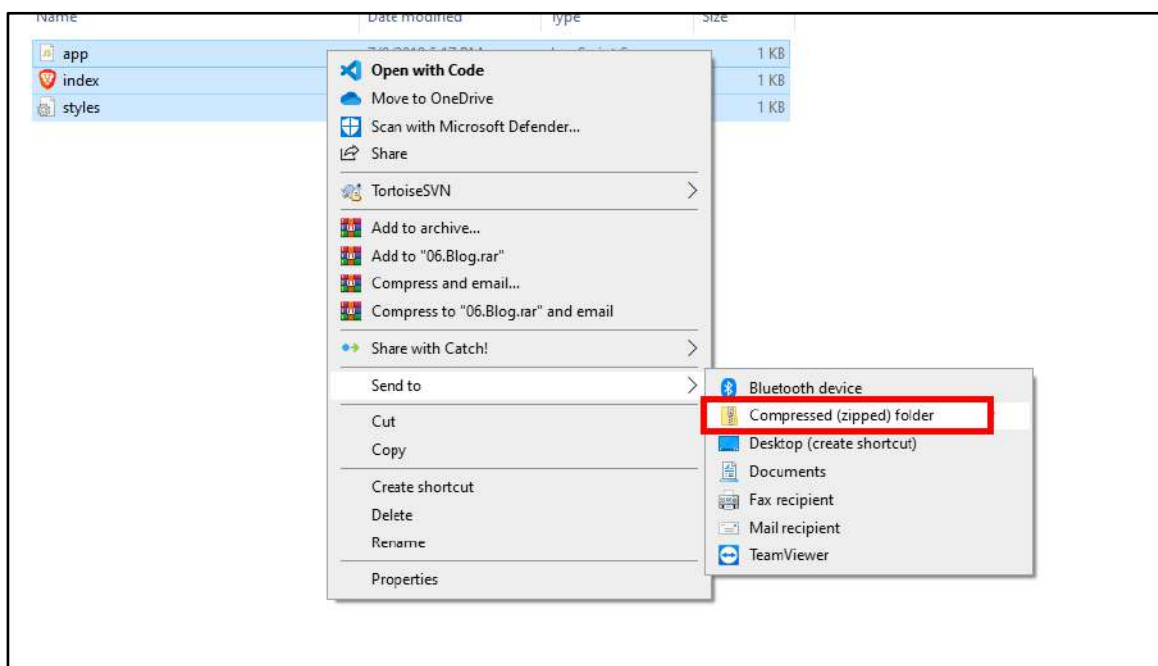 Name Date modified Type Size
app 1 KB
index 1 KB
styles 1 KB
Open with Code
Move to OneDrive
Scan with Microsoft Defender...
Share
TortoiseSVN
Add to archive...
Add to "06.Blog.rar"
Compress and email...
Compress to "06.Blog.rar" and email
Share with Catch!
Send to
Cut
Copy
Create shortcut
Delete
Rename
Properties
Bluetooth device
Compressed (zipped) folder
Desktop (create shortcut)
Documents
Fax recipient
Mail recipient
TeamViewer